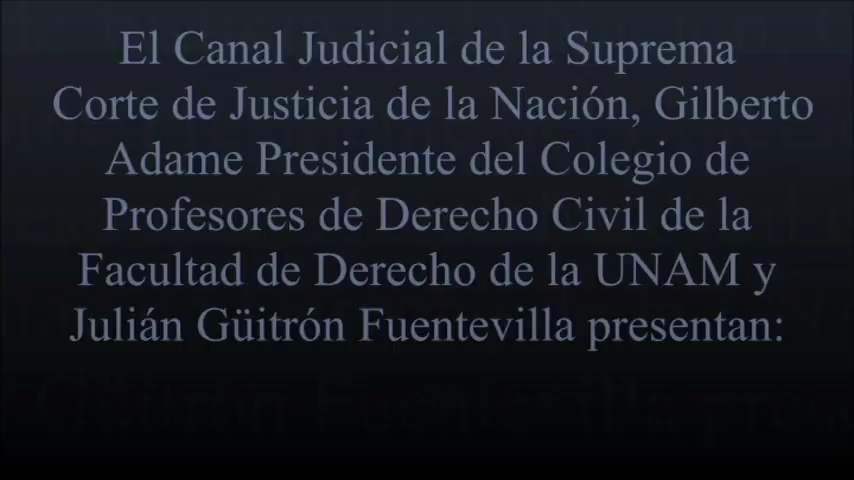 El Canal Judicial de la Suprema
Corte de Justicia de la Nación, Gilberto
Adame Presidente del Colegio de
Profesores de Derecho Civil de la
Facultad de Derecho de la UNAM y
Julián Güitrón Fuentevilla presentan: